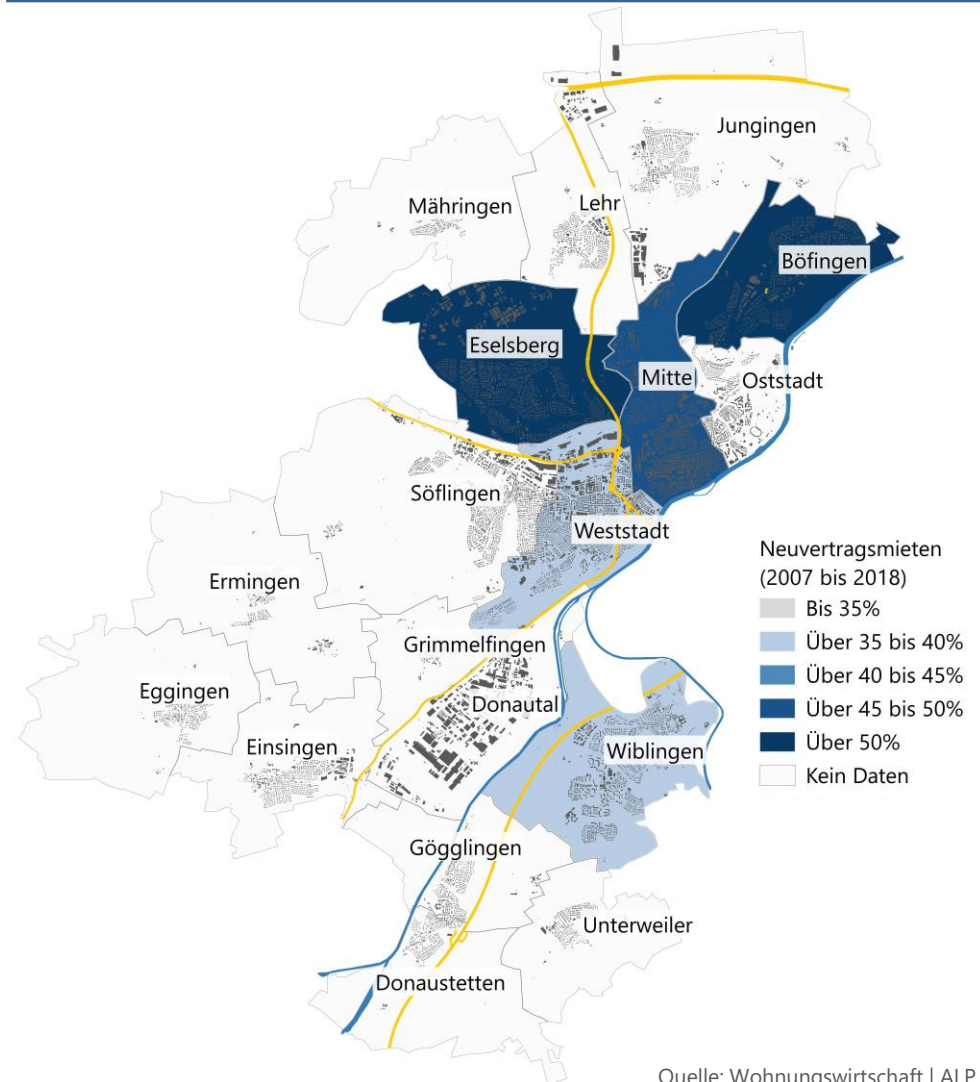 Jungingen
Mähringen
Lehr
Böfingen
Eselsberg
Mitte
Oststadt
Söflingen
Weststadt
Ermingen
Grimmelfingen
Eggingen
Donautal
Einsingen
Wiblingen
Gögglingen
Unterweiler
Donaustetten
Neuvertragsmieten
(2007 bis 2018)
Bis 35%
Über 35 bis 40%
Über 40 bis 45%
Über 45 bis 50%
Über 50%
Kein Daten
Quelle: Wohnungswirtschaft | ALP